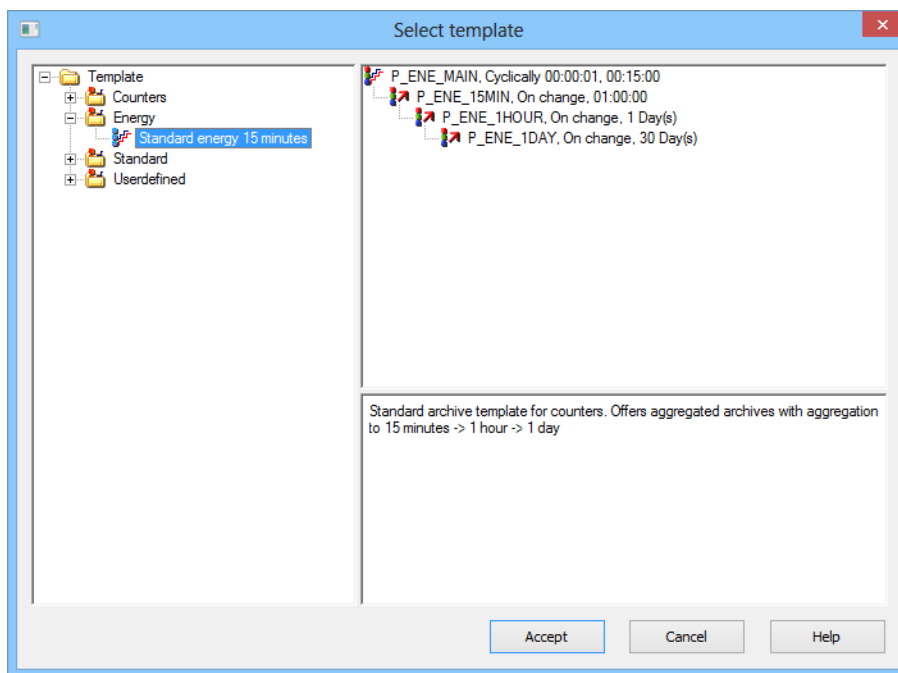 Select template
Template
Counters
Energy
Standard energy 15 minutes
Standard
Userdefined
P_ENE_MAIN, Cyclically 00:00:01, 00:15:00
P_ENE_15MIN, On change, 01:00:00
P_ENE_1HOUR, On change, 1 Day(s)
P_ENE_1DAY, On change, 30 Day(s)
Standard archive template for counters. Offers aggregated archives with aggregation
to 15 minutes -> 1 hour -> 1 day
Accept
Cancel
Help